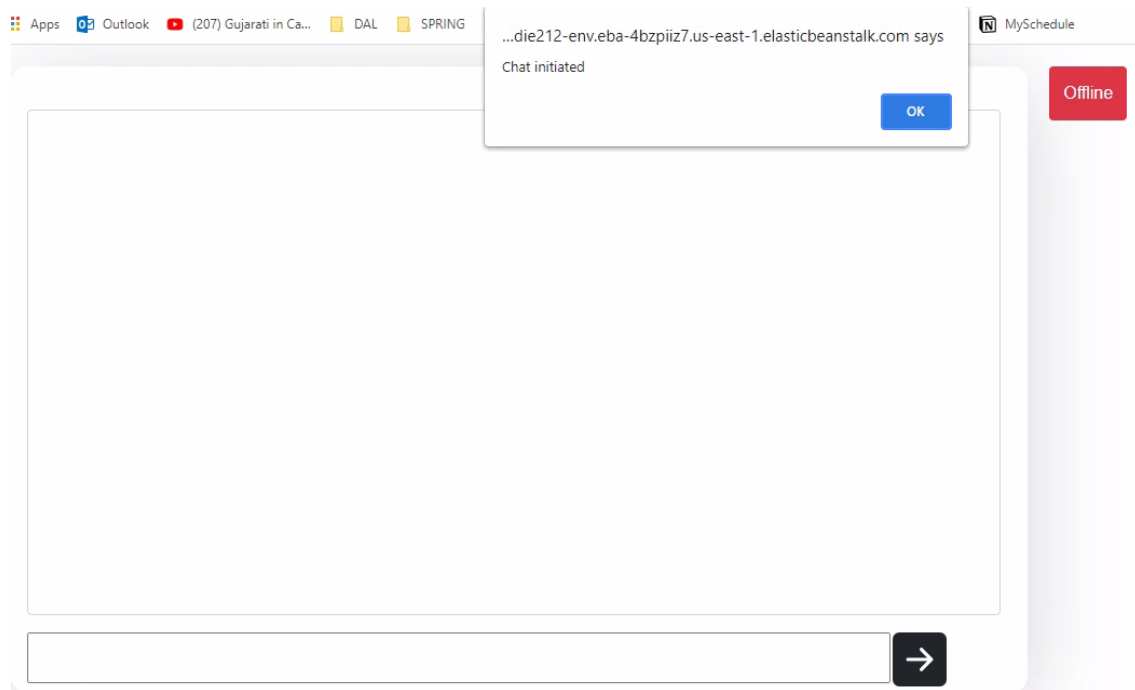 Apps Outlook (207) Gujarati in Ca... DAL SPRING MySchedule
...die212-env.eba-4bzpiiz7.us-east-1.elasticbeanstalk.com says
Chat initiated
OK
Offline